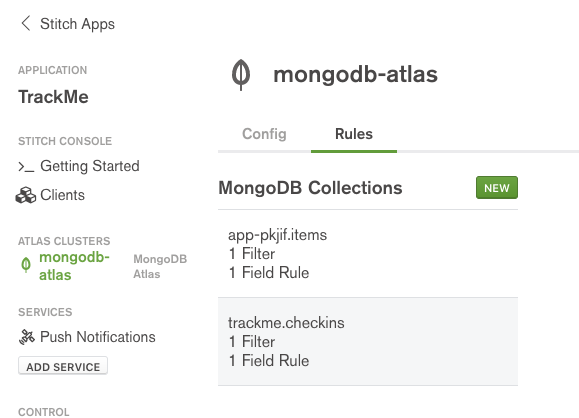 Stitch Apps
APPLICATION
TrackMe
STITCH CONSOLE
Getting Started
Clients
ATLAS CLUSTERS
mongodb-
atlas
MongoDB
Atlas
SERVICES
Push Notifications
ADD SERVICE
CONTROL
mongodb-atlas
Config
Rules
MongoDB Collections
NEW
app-pkjif.items
1 Filter
1 Field Rule
trackme.checkins
1 Filter
1 Field Rule